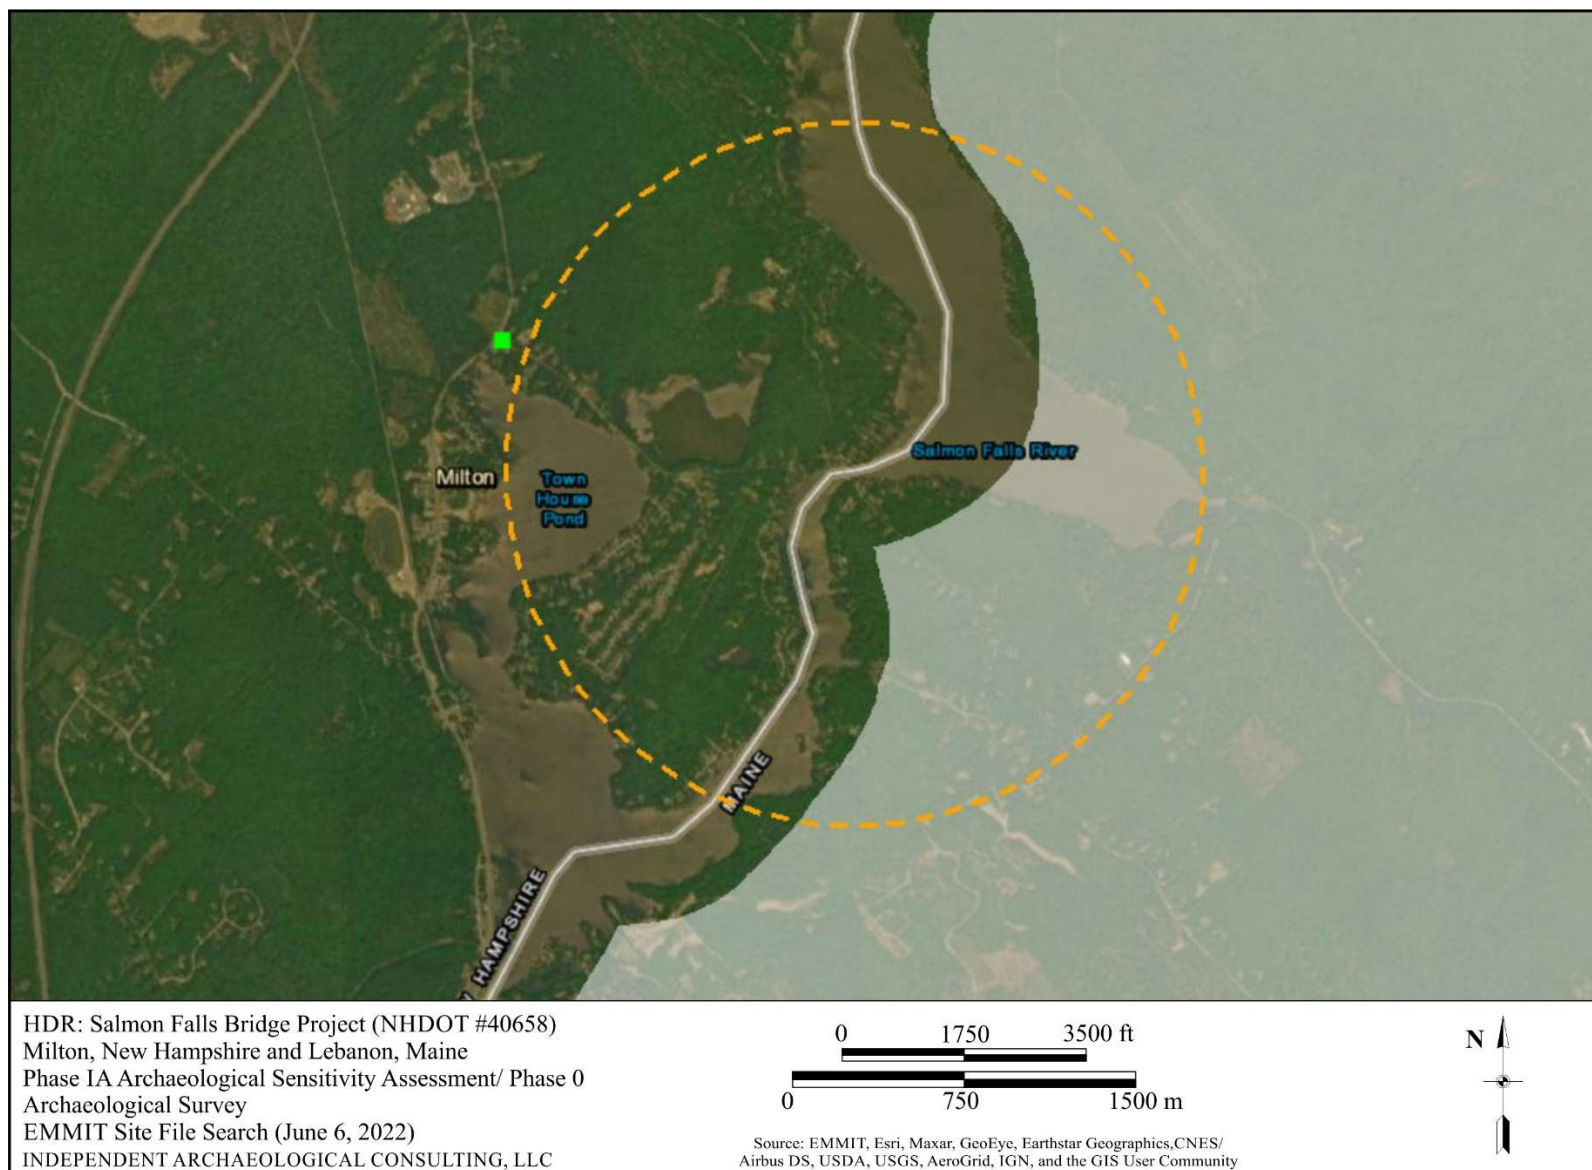 Salmon Falls River
Milton
Town
House
Pond
MAINE
HAMPSHIRE
HDR: Salmon Falls Bridge Project (NHDOT #40658)
Milton, New Hampshire and Lebanon, Maine
Phase IA Archaeological Sensitivity Assessment/ Phase 0
Archaeological Survey
EMMIT Site File Search (June 6, 2022)
INDEPENDENT ARCHAEOLOGICAL CONSULTING, LLC
0 1750 3500 ft
0 750 1500 m
Source: EMMIT, Esri, Maxar, GeoEye, Earthstar Geographics,CNES/
Airbus DS, USDA, USGS, AeroGrid, IGN, and the GIS User Community
N